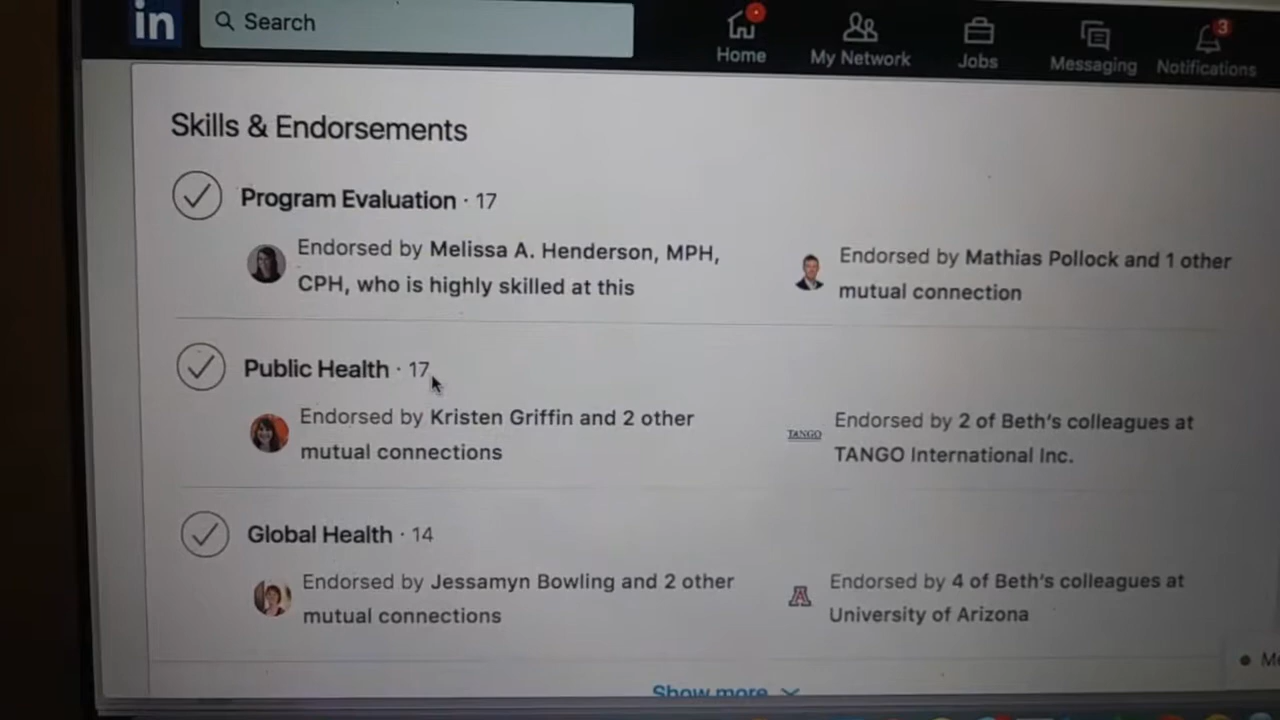 in
Search
Home
My Network
Jobs
Messaging
3
Notifications
Skills & Endorsements
Program Evaluation · 17
Endorsed by Melissa A. Henderson, MPH,
CPH, who is highly skilled at this
Endorsed by Mathias Pollock and 1 other
mutual connection
Public Health · 17
Endorsed by Kristen Griffin and 2 other
mutual connections
TANGO
Endorsed by 2 of Beth's colleagues at
TANGO International Inc.
Global Health · 14
Endorsed by Jessamyn Bowling and 2 other
mutual connections
A
Endorsed by 4 of Beth's colleagues at
University of Arizona
Show more